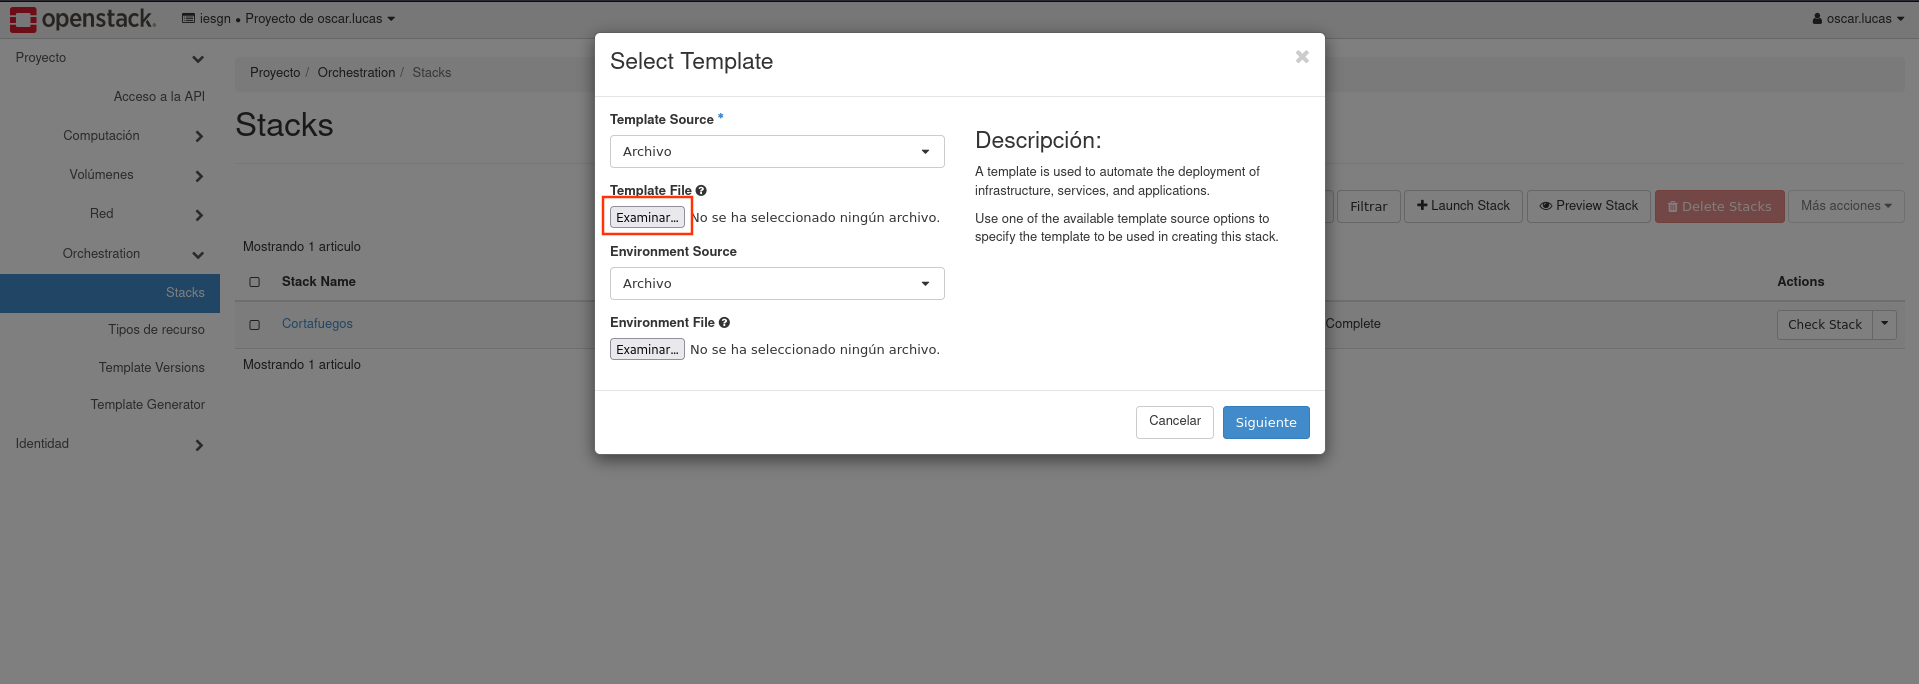 openstack.
iesgn • Proyecto de oscar.lucas
oscar.lucas
Proyecto
Acceso a la API
Computación
Volúmenes
Red
Orchestration
Stacks
Tipos de recurso
Template Versions
Template Generator
Identidad
Proyecto / Orchestration / Stacks
Stacks
Filtrar
Launch Stack
Preview Stack
Delete Stacks
Más acciones
Mostrando 1 articulo
Stack Name
Actions
Cortafuegos
Complete
Check Stack
Mostrando 1 articulo
Select Template
Template Source *
Archivo
Template File
Examinar... No se ha seleccionado ningún archivo.
Environment Source
Archivo
Environment File
Examinar... No se ha seleccionado ningún archivo.
Descripción:
A template is used to automate the deployment of
infrastructure, services, and applications.
Use one of the available template source options to
specify the template to be used in creating this stack.
Cancelar
Siguiente